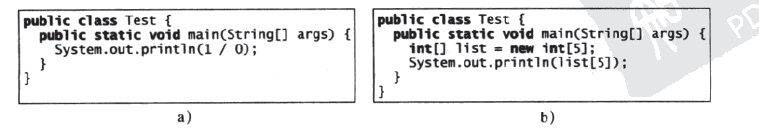 public class Test {
  public static void main(String[] args) {
    System.out.println(1 / 0);
  }
}
a)
public class Test {
  public static void main(String[] args) {
    int[] list = new int[5];
    System.out.println(list[5]);
  }
}
b)
PD